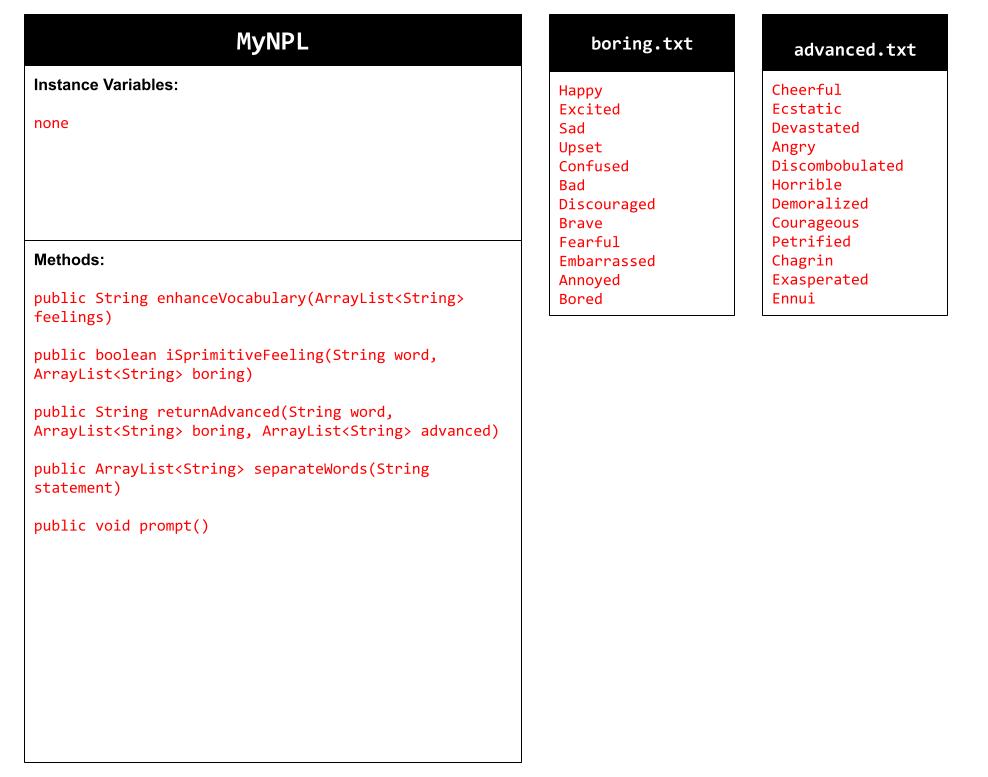 MyNPL
Instance Variables:
none
Methods:
public String enhanceVocabulary(ArrayList<String>
feelings)
public boolean iSprimitiveFeeling(String word,
ArrayList<String> boring)
public String returnAdvanced(String word,
ArrayList<String> boring, ArrayList<String> advanced)
public ArrayList<String> separateWords(String
statement)
public void prompt()
boring.txt
Happy
Excited
Sad
Upset
Confused
Bad
Discouraged
Brave
Fearful
Embarrassed
Annoyed
Bored
advanced.txt
Cheerful
Ecstatic
Devastated
Angry
Discombobulated
Horrible
Demoralized
Courageous
Petrified
Chagrin
Exasperated
Ennui